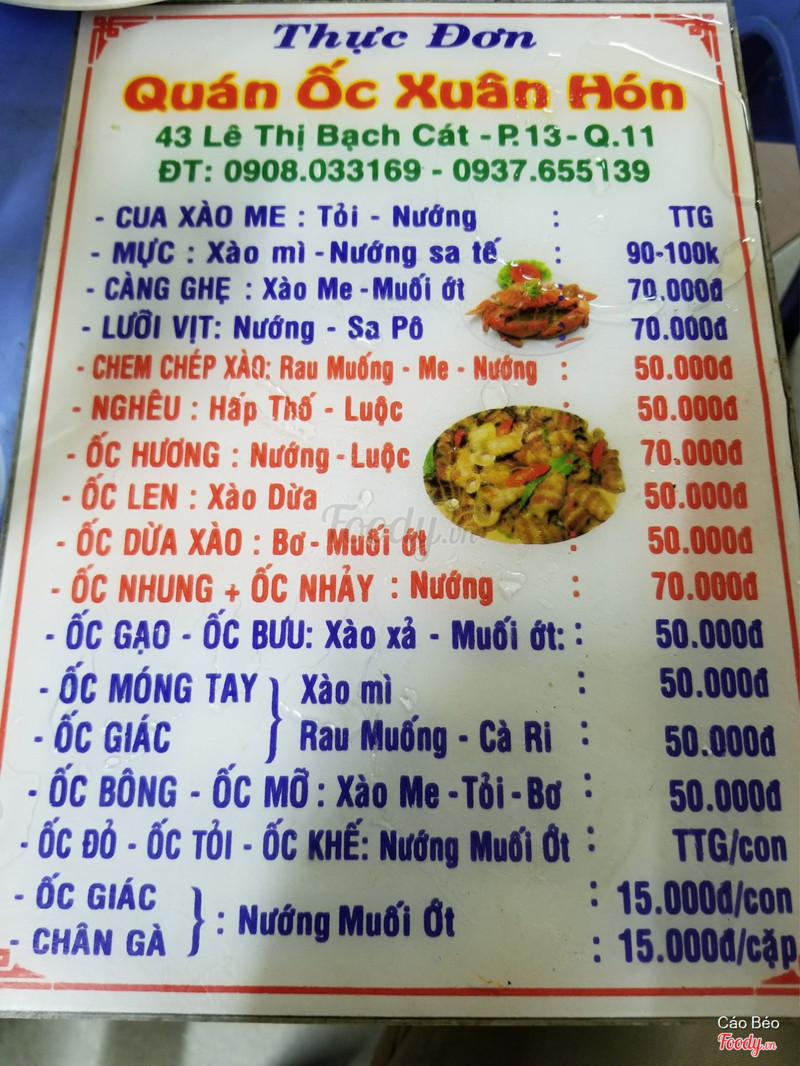 Thực Đơn
Quán Ốc Xuân Hón
43 Lê Thị Bạch Cát - P.13 - Q.11
ĐT: 0908.033169 - 0937.655139
- CUA XÀO ME : Tỏi - Nướng : TTG
- MỰC : Xào mì - Nướng sa tế : 90-100k
- CÀNG GHẸ : Xào Me - Muối ớt 70.000đ
- LƯỠI VỊT: Nướng - Sa Pô 70.000đ
- CHEM CHÉP XÀO: Rau Muống - Me - Nướng : 50.000đ
- NGHÊU : Hấp Thố - Luộc : 50.000đ
- ỐC HƯƠNG : Nướng - Luộc 70.000đ
- ỐC LEN : Xào Dừa 50.000đ
- ỐC DỪA XÀO : Bơ - Muối ớt : 50.000đ
- ỐC NHUNG + ỐC NHẢY : Nướng : 70.000đ
- ỐC GẠO - ỐC BƯU: Xào xả - Muối ớt: : 50.000đ
- ỐC MÓNG TAY } Xào mì : 50.000đ
- ỐC GIÁC } Rau Muống - Cà Ri : 50.000đ
- ỐC BÔNG - ỐC MỠ : Xào Me - Tỏi - Bơ : 50.000đ
- ỐC ĐỎ - ỐC TỎI - ỐC KHẾ: Nướng Muối Ớt : TTG/con
- ỐC GIÁC } : Nướng Muối Ớt : 15.000đ/con
- CHÂN GÀ : 15.000đ/cặp
Foody.vn
Cáo Béo
Foody.vn